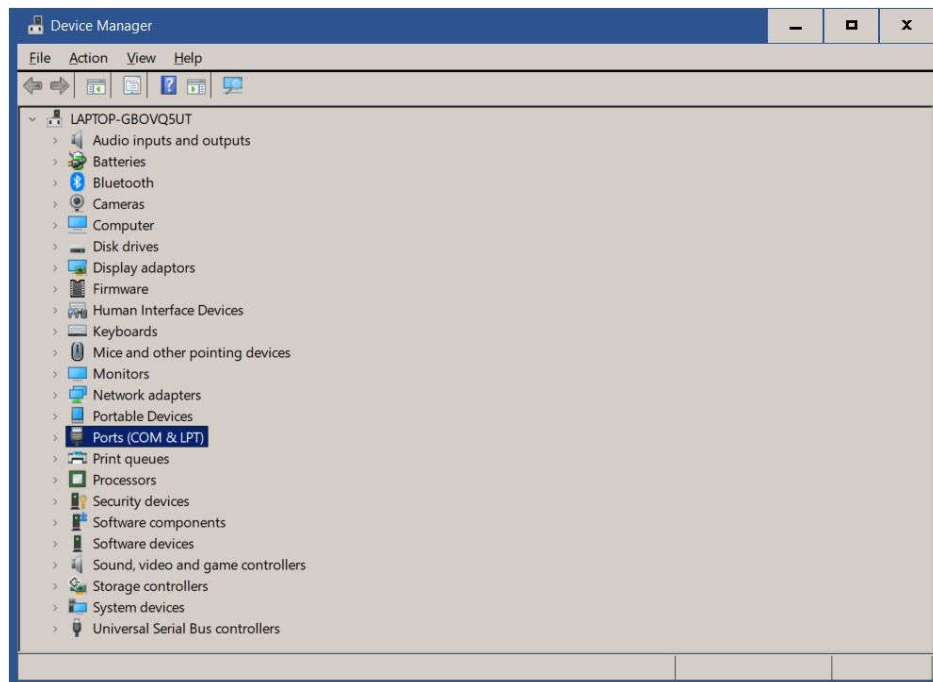 Device Manager
File Action View Help
LAPTOP-GBOVQ5UT
Audio inputs and outputs
Batteries
Bluetooth
Cameras
Computer
Disk drives
Display adaptors
Firmware
Human Interface Devices
Keyboards
Mice and other pointing devices
Monitors
Network adapters
Portable Devices
Ports (COM & LPT)
Print queues
Processors
Security devices
Software components
Software devices
Sound, video and game controllers
Storage controllers
System devices
Universal Serial Bus controllers